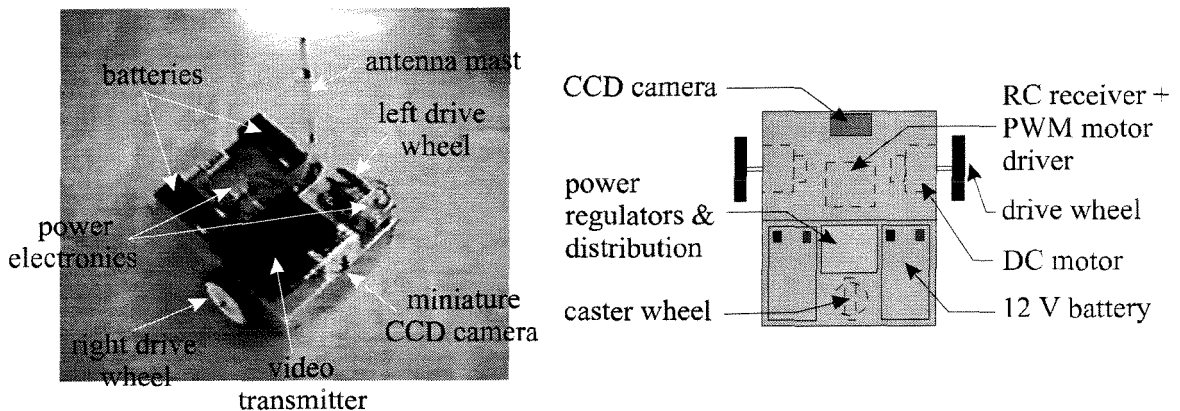 batteries
antenna mast
left drive
wheel
power
electronics
miniature
CCD camera
right drive
wheel
video
transmitter
CCD camera
RC receiver +
PWM motor
driver
power
regulators &
distribution
drive wheel
DC motor
caster wheel
12 V battery